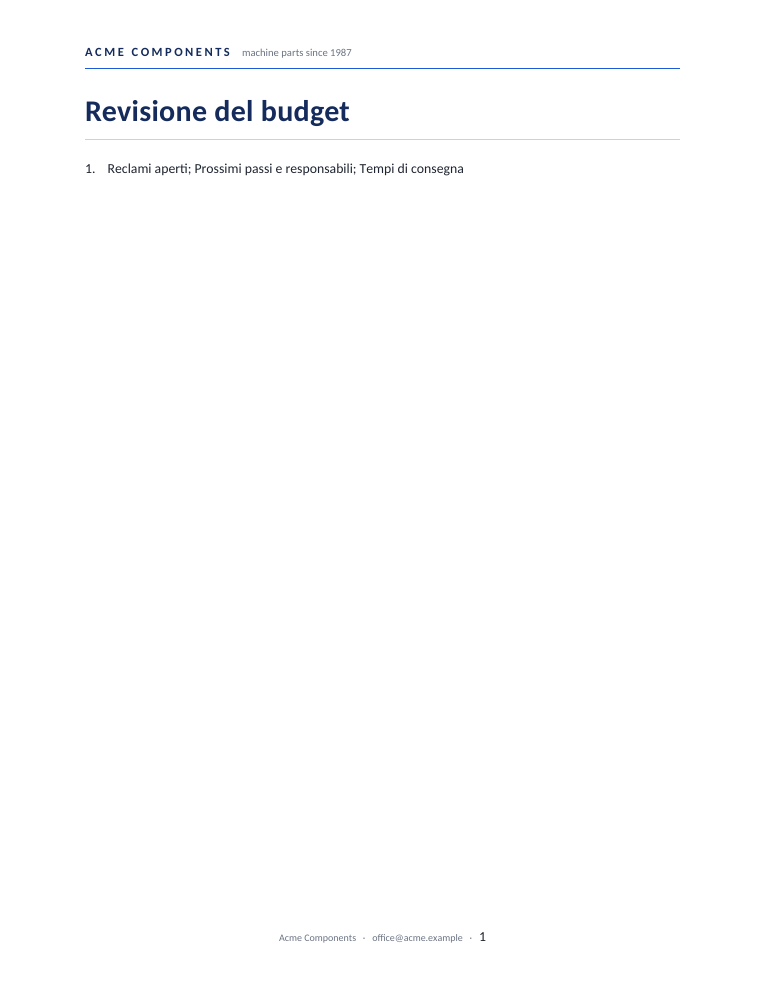 ACME COMPONENTS machine parts since 1987
Revisione del budget
1. Reclami aperti; Prossimi passi e responsabili; Tempi di consegna
Acme Components · office@acme.example · 1